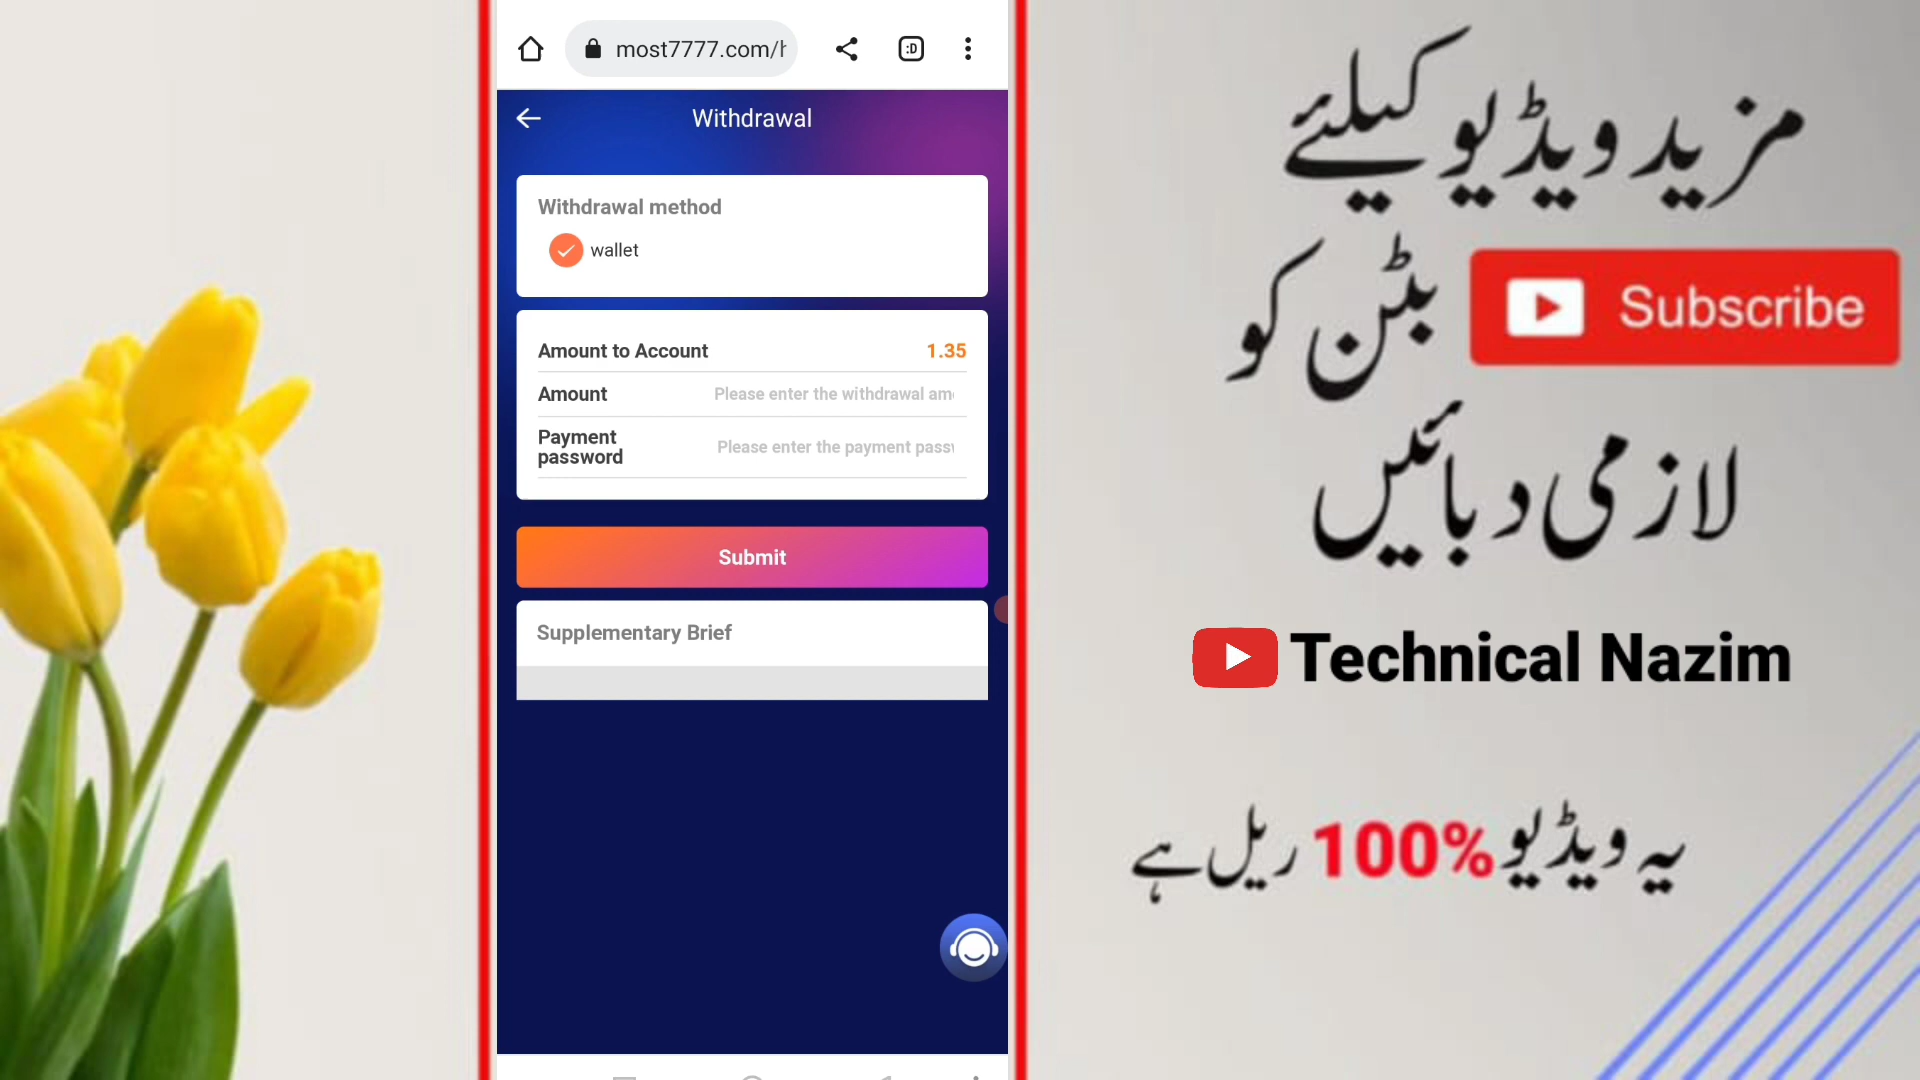 most7777.com/h
:D
Withdrawal
Withdrawal method
wallet
Amount to Account 1.35
Amount Please enter the withdrawal am
Payment password Please enter the payment pass
Submit
Supplementary Brief
مزید ویڈیو کیلئے
Subscribe بٹن کو
لازمی دبائیں
Technical Nazim
یہ ویڈیو 100% ریل ہے